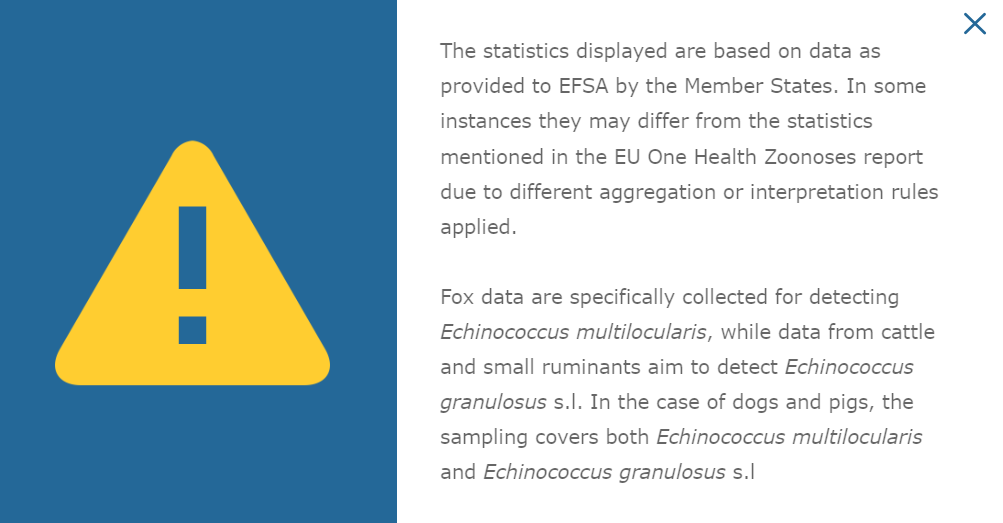 The statistics displayed are based on data as
provided to EFSA by the Member States. In some
instances they may differ from the statistics
mentioned in the EU One Health Zoonoses report
due to different aggregation or interpretation rules
applied.
Fox data are specifically collected for detecting
Echinococcus multilocularis, while data from cattle
and small ruminants aim to detect Echinococcus
granulosus s.l. In the case of dogs and pigs, the
sampling covers both Echinococcus multilocularis
and Echinococcus granulosus s.l